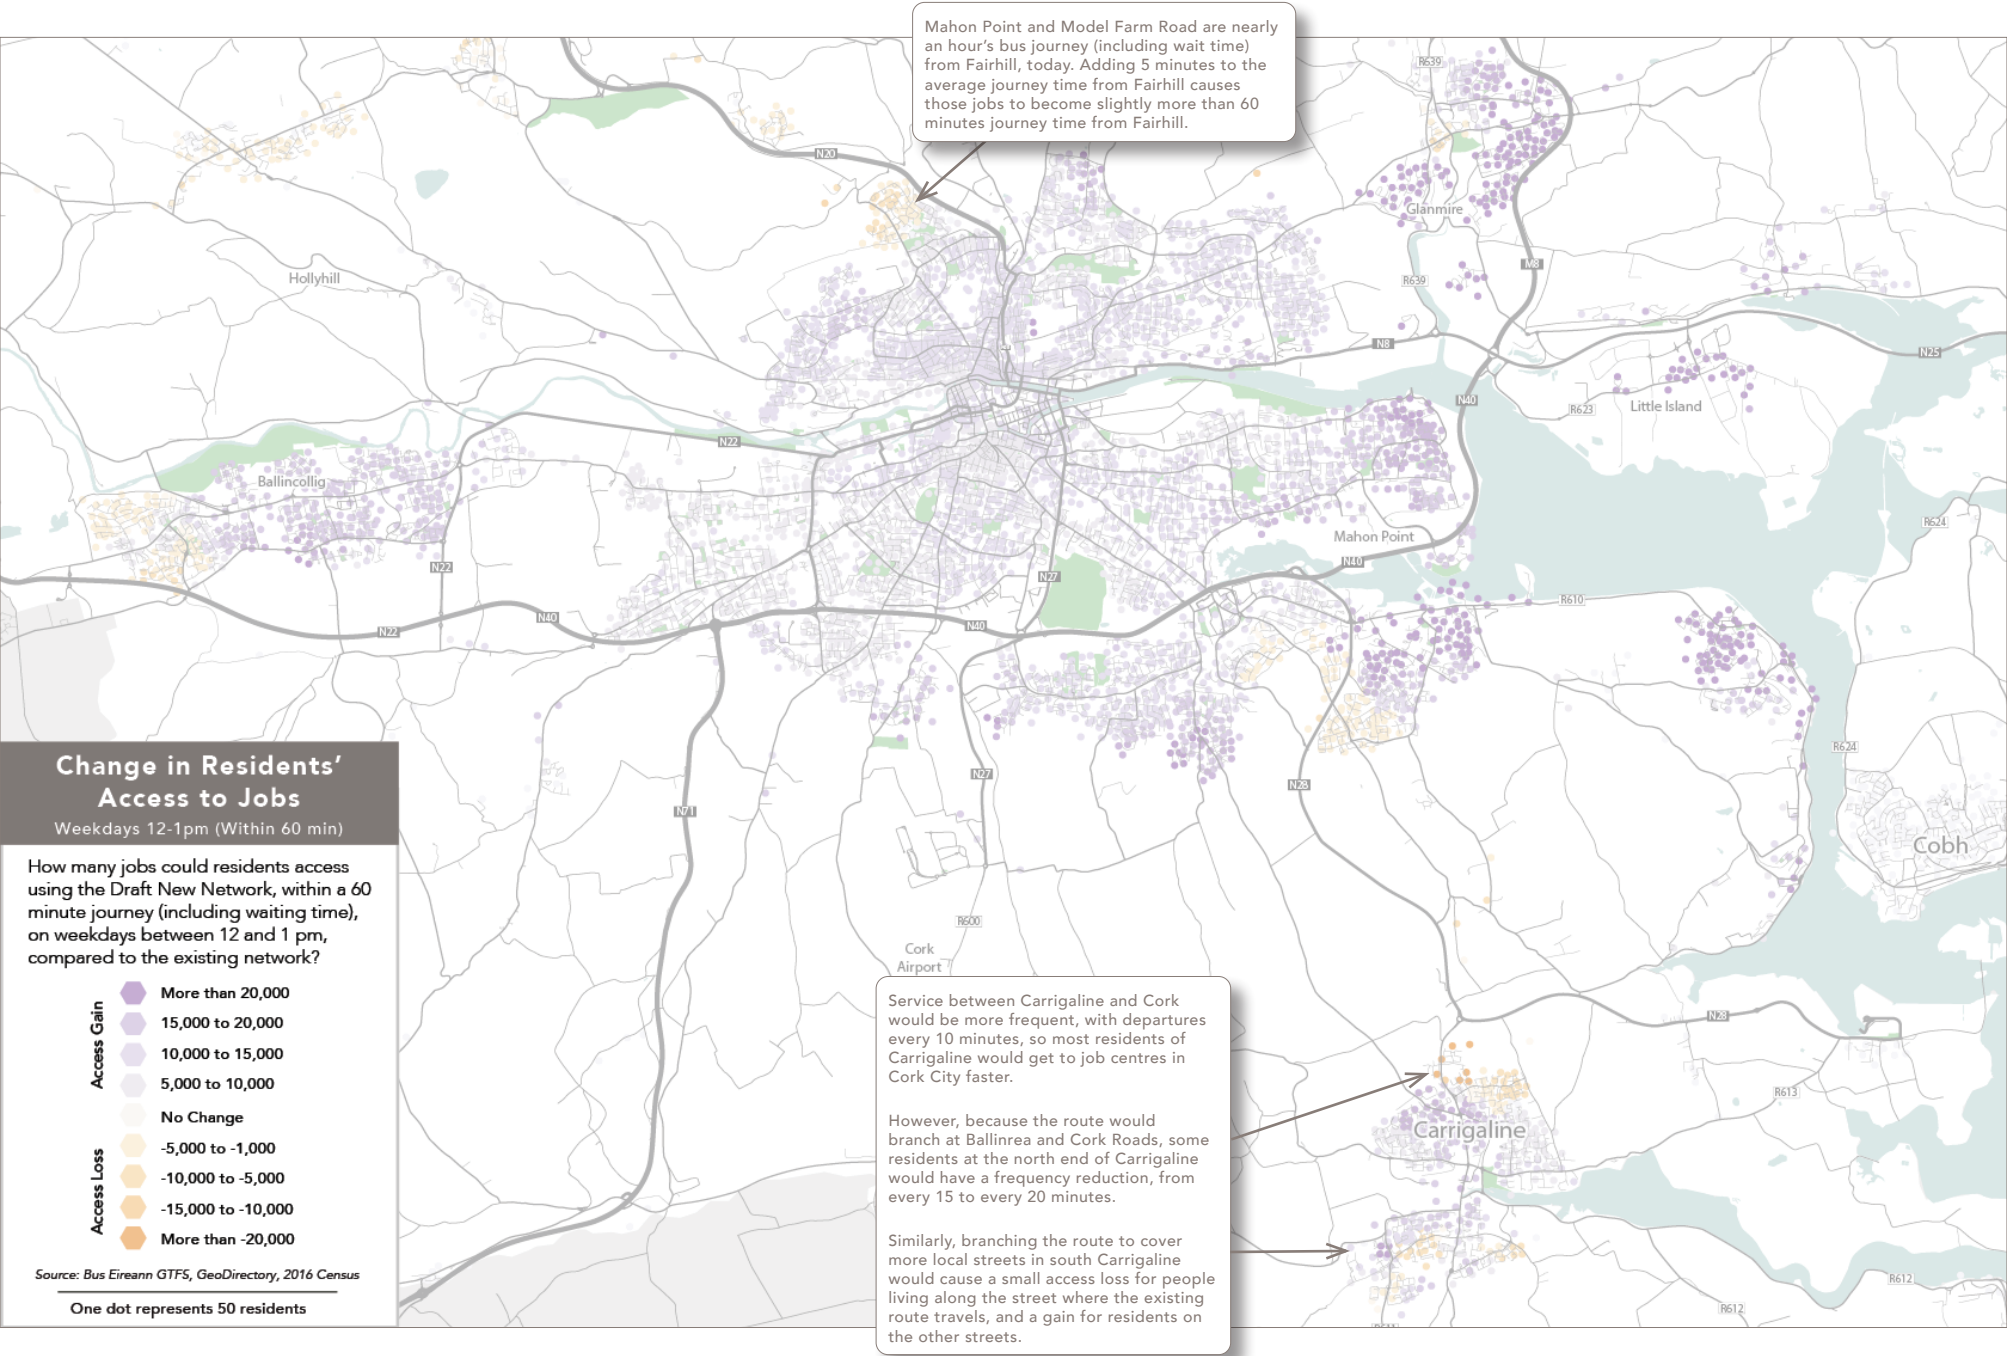 Mahon Point and Model Farm Road are nearly
an hour's bus journey (including wait time)
from Fairhill, today. Adding 5 minutes to the
average journey time from Fairhill causes
those jobs to become slightly more than 60
minutes journey time from Fairhill.
R639
N20
Glanmire
M8
Hollyhill
R639
N8
N25
N40
R623
Little Island
N22
Ballincollig
R624
Mahon Point
N40
N22
N27
R610
N40
N40
N22
R624
N27
N28
N71
Cobh
R600
Cork
Airport
N28
R613
Carrigaline
R612
R612
R611
Change in Residents'
Access to Jobs
Weekdays 12-1pm (Within 60 min)
How many jobs could residents access
using the Draft New Network, within a 60
minute journey (including waiting time),
on weekdays between 12 and 1 pm,
compared to the existing network?
Access Gain
More than 20,000
15,000 to 20,000
10,000 to 15,000
5,000 to 10,000
No Change
Access Loss
-5,000 to -1,000
-10,000 to -5,000
-15,000 to -10,000
More than -20,000
Source: Bus Eireann GTFS, GeoDirectory, 2016 Census
One dot represents 50 residents
Service between Carrigaline and Cork
would be more frequent, with departures
every 10 minutes, so most residents of
Carrigaline would get to job centres in
Cork City faster.
However, because the route would
branch at Ballinrea and Cork Roads, some
residents at the north end of Carrigaline
would have a frequency reduction, from
every 15 to every 20 minutes.
Similarly, branching the route to cover
more local streets in south Carrigaline
would cause a small access loss for people
living along the street where the existing
route travels, and a gain for residents on
the other streets.